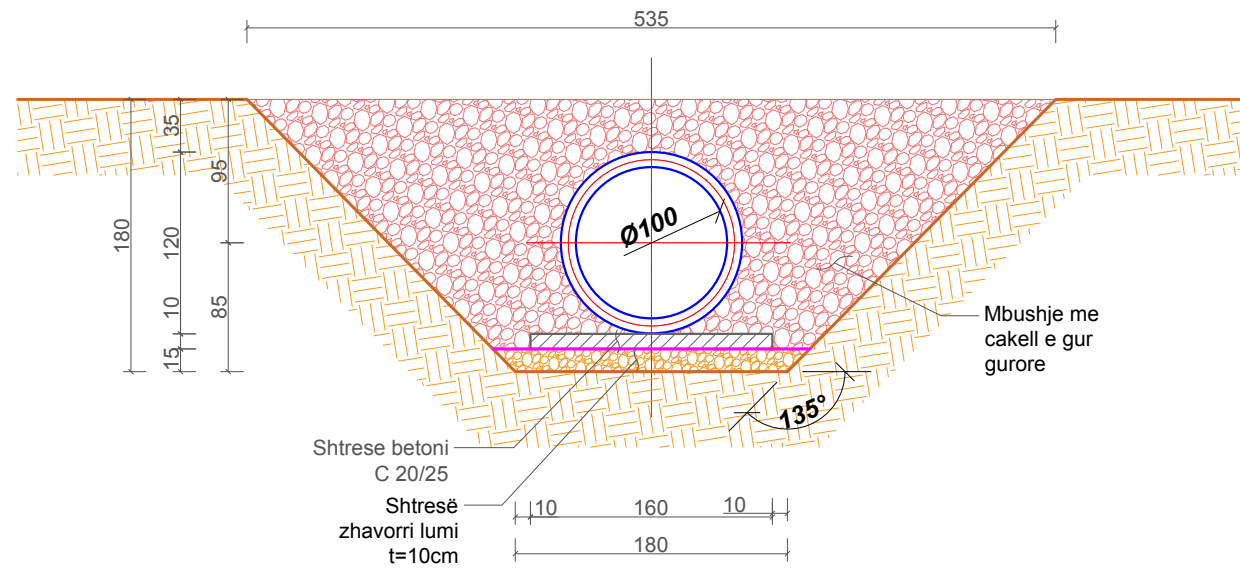 535
180
35
120
10
15
95
85
Ø100
Mbushje me
cakell e gur
gurore
135°
Shtrese betoni
C 20/25
Shtresë
zhavorri lumi
t=10cm
10
160
10
180